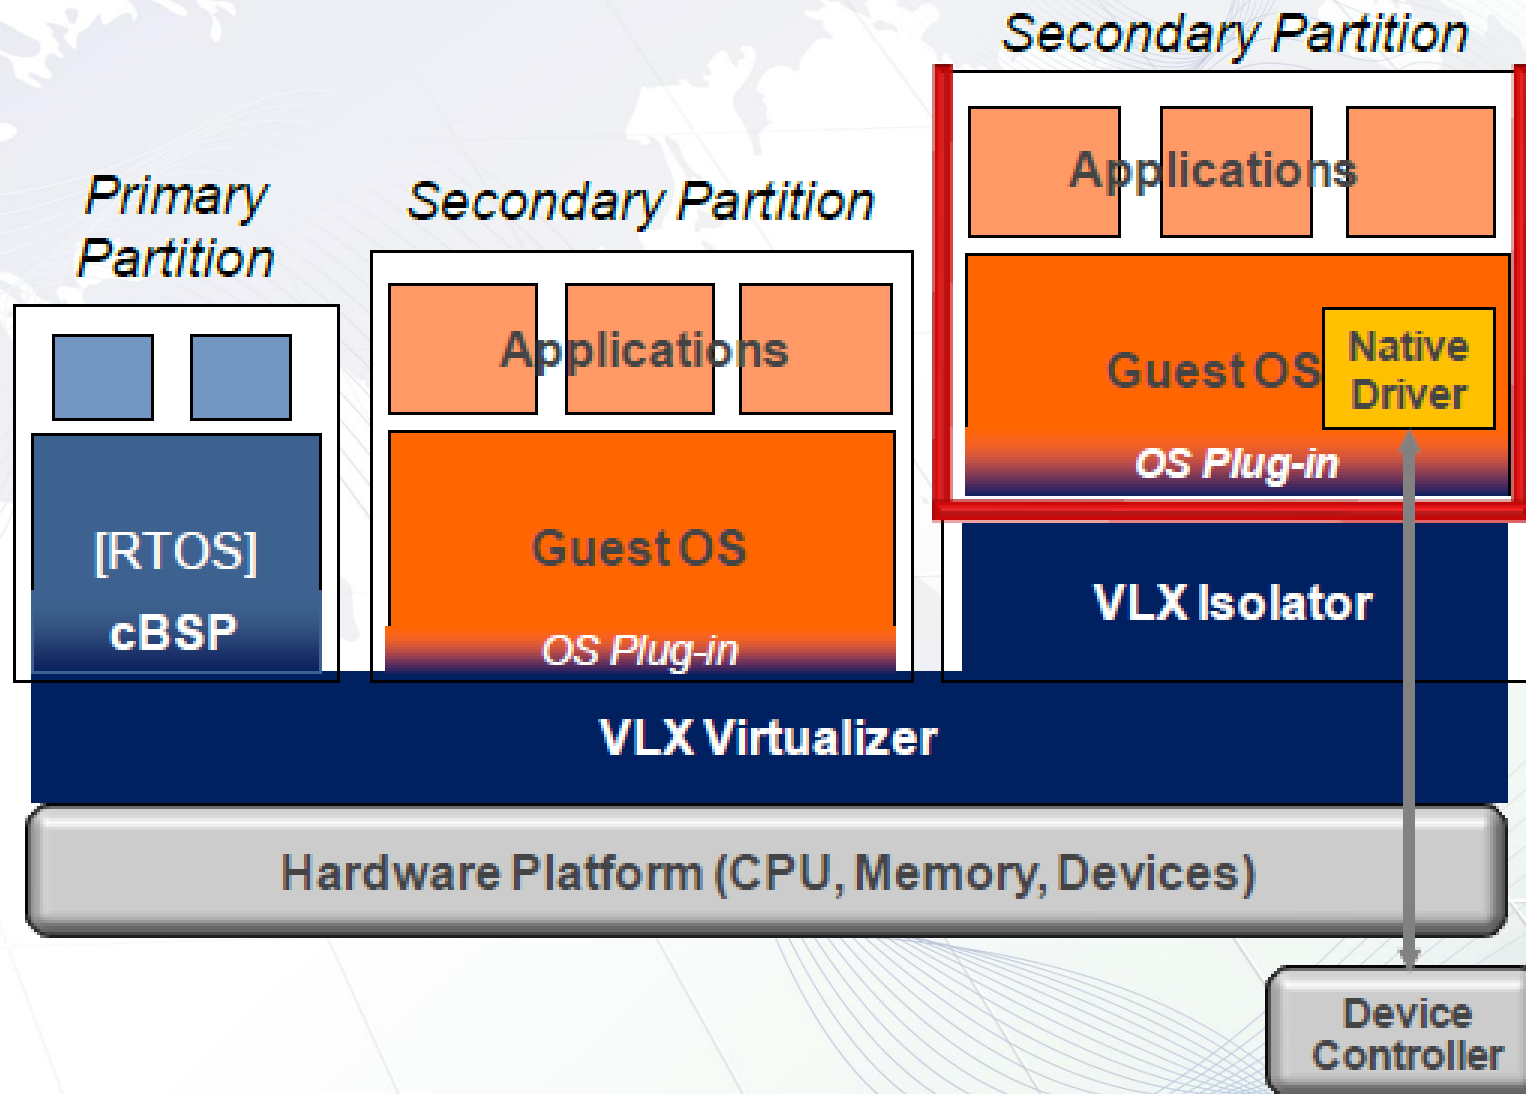 Secondary Partition
Applications
Guest OS
Native
Driver
OS Plug-in
VLX Isolator
Primary
Partition
[RTOS]
cBSP
Secondary Partition
Applications
Guest OS
OS Plug-in
VLX Virtualizer
Hardware Platform (CPU, Memory, Devices)
Device
Controller